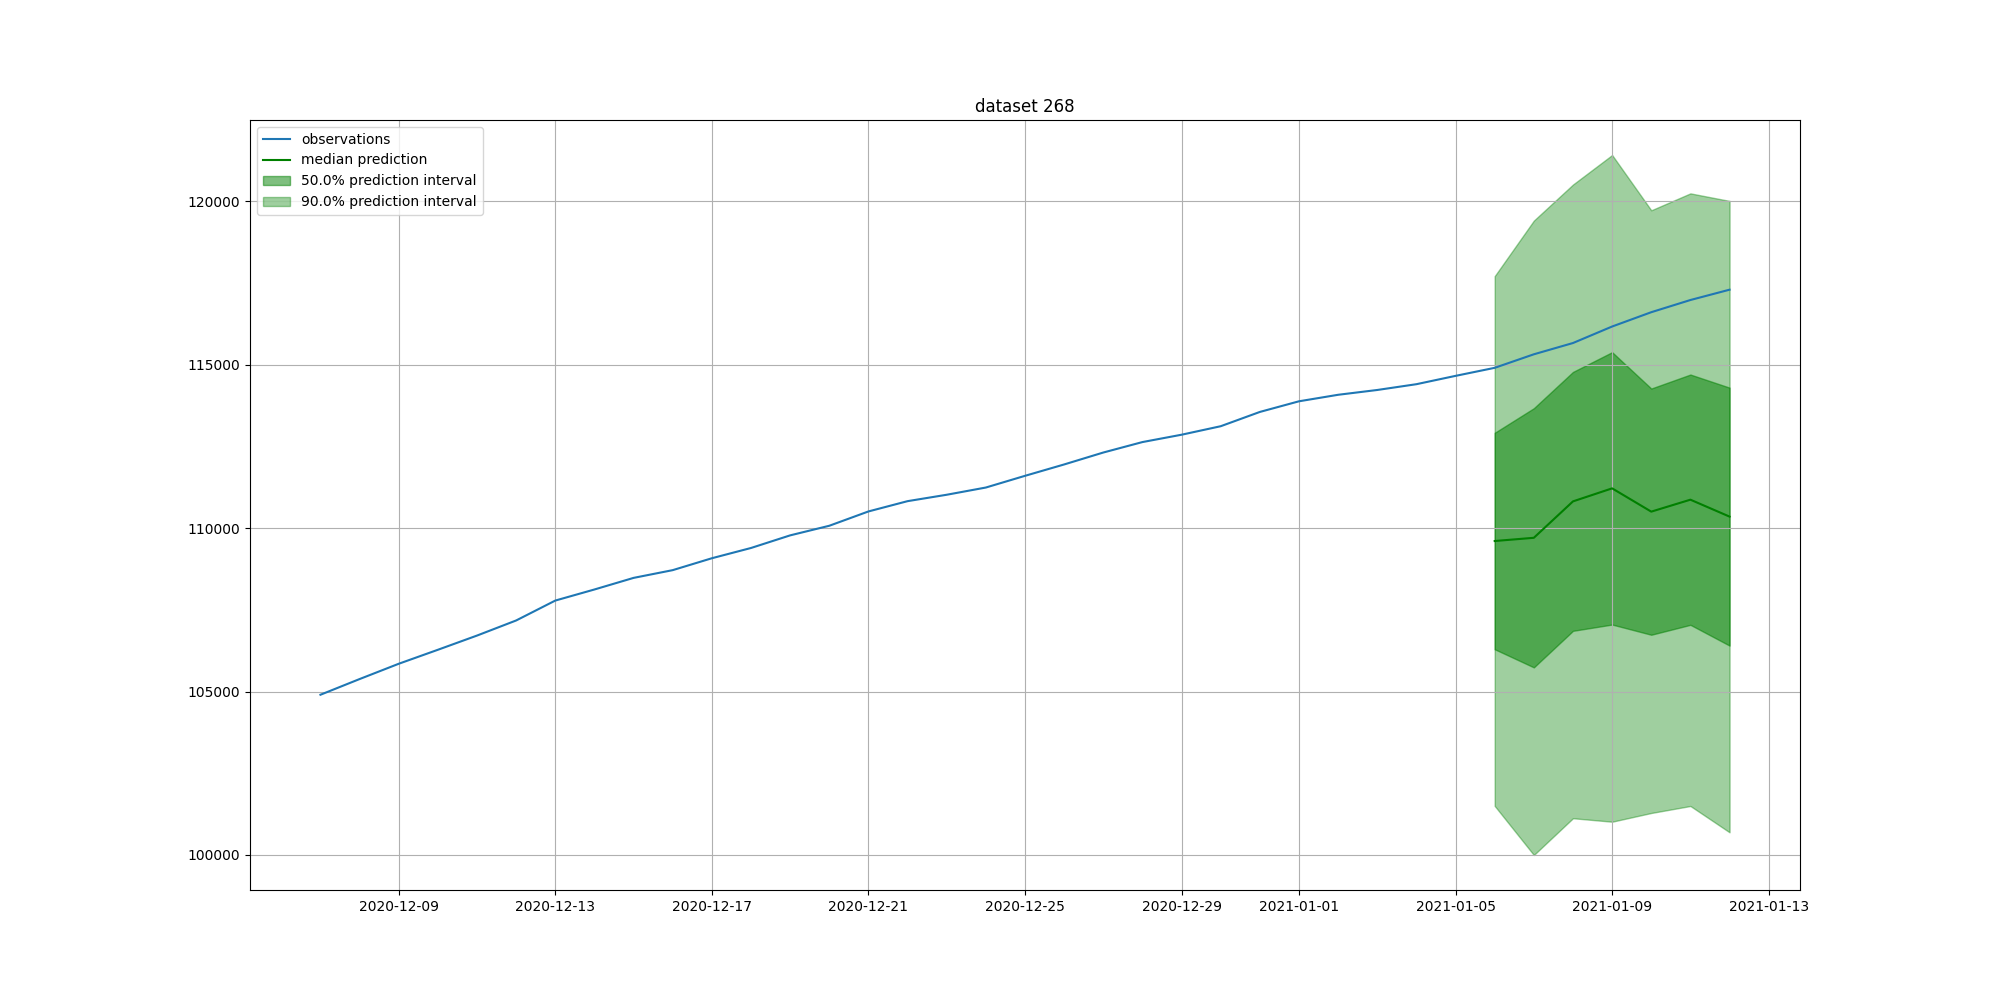 dataset 268
observations
median prediction
50.0% prediction interval
90.0% prediction interval
120000
115000
110000
105000
100000
2020-12-09 2020-12-13 2020-12-17 2020-12-21 2020-12-25 2020-12-29 2021-01-01 2021-01-05 2021-01-09 2021-01-13